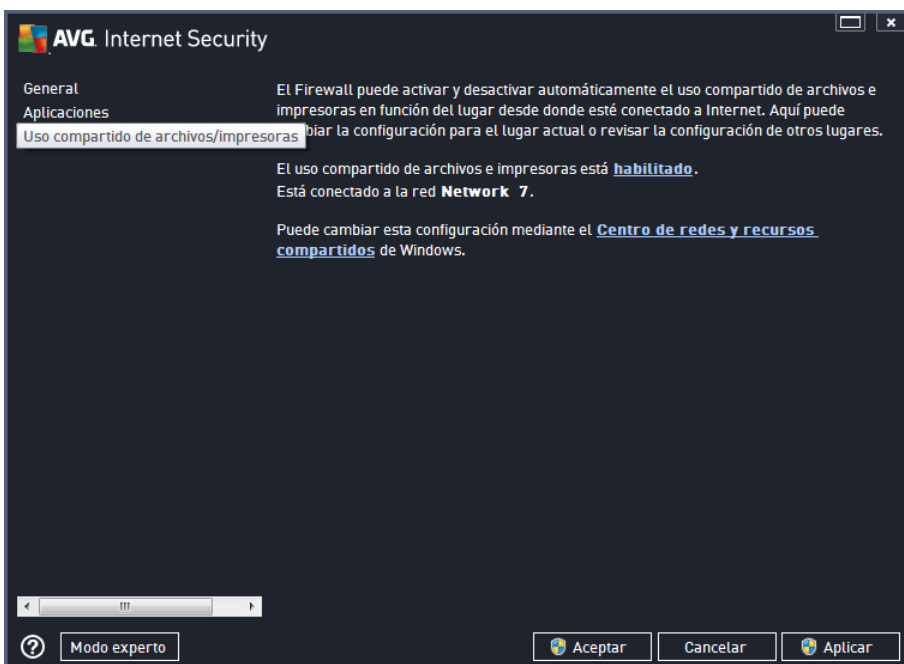 AVG. Internet Security
General
Aplicaciones
Uso compartido de archivos/impresoras
El Firewall puede activar y desactivar automáticamente el uso compartido de archivos e
impresoras en función del lugar desde donde esté conectado a Internet. Aquí puede
biar la configuración para el lugar actual o revisar la configuración de otros lugares.
El uso compartido de archivos e impresoras está habilitado.
Está conectado a la red Network 7.
Puede cambiar esta configuración mediante el Centro de redes y recursos
compartidos de Windows.
? Modo experto
Aceptar
Cancelar
Aplicar